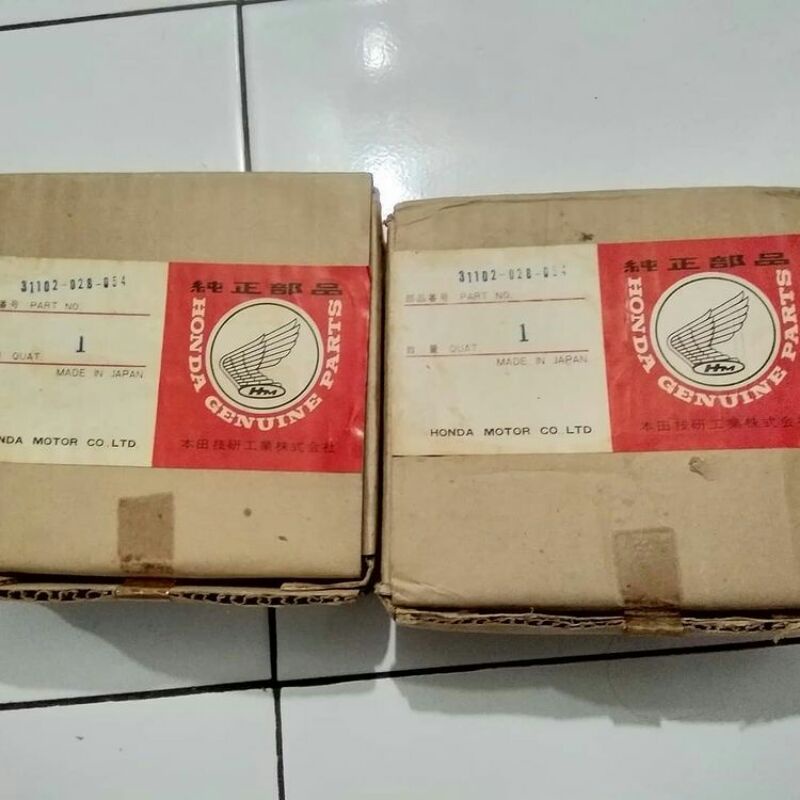 31102-028-054
番号 PART NO.
1
QUAT.
MADE IN JAPAN
NDA MOTOR CO.LTD
純正部品
HONDA GENUINE PARTS
HM
本田技研工業株式会社
31102-028-054
部品番号 PART NO.
1
数量 QUAT.
MADE IN JAPAN
HONDA MOTOR CO.LTD
純正部品
HONDA GENUINE PARTS
HM
本田技研工業株式会社